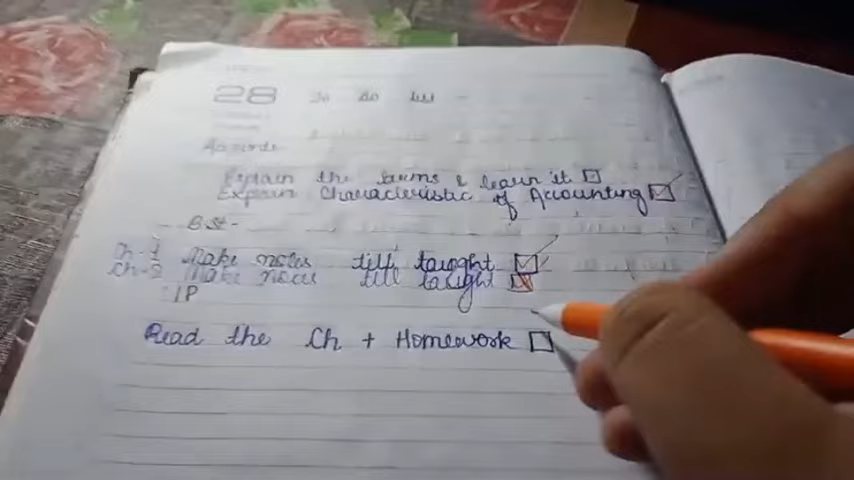 28 To do list -
Accounts
Explain the terms & learn it
Explain Characteristic of Accounting
B.st-
Ch-1 Make notes till taught
Ch-2 Make notes till taught
IP
Read the Ch + Homework